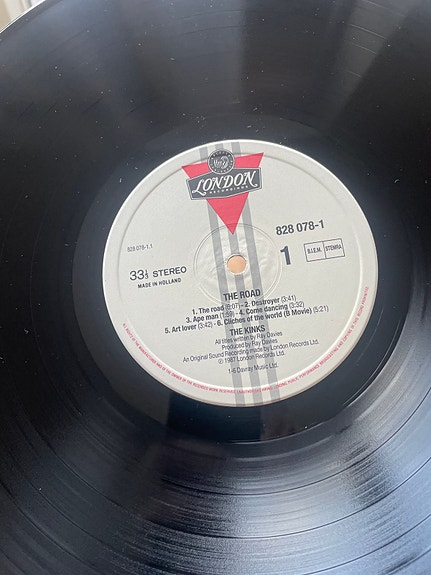 LONDON
RECORDINGS
828 078-1
828 078-1.1
1
B.I.E.M. STEMRA
33⅓ STEREO
MADE IN HOLLAND
THE ROAD
1. The road (6:07) - 2. Destroyer (3:41)
3. Ape man (1:59) - 4. Come dancing (3:32)
5. Art lover (3:42) - 6. Cliches of the world (B Movie) (5:21)
THE KINKS
All titles written by Ray Davies
Produced by Ray Davies
An Original Sound Recording made by London Records Ltd.
℗ 1987 London Records Ltd.
1-6 Davray Music Ltd.